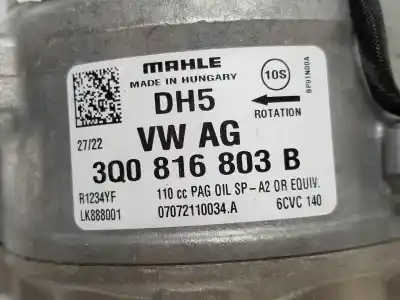 MAHLE
MADE IN HUNGARY
10S
DH5
ROTATION
27/22
VW AG
3Q0 816 803 B
R1234YF
110 cc PAG OIL SP-A2 OR EQUIV.
LK888001
07072110034.A
6CVC 140
BP01N00A